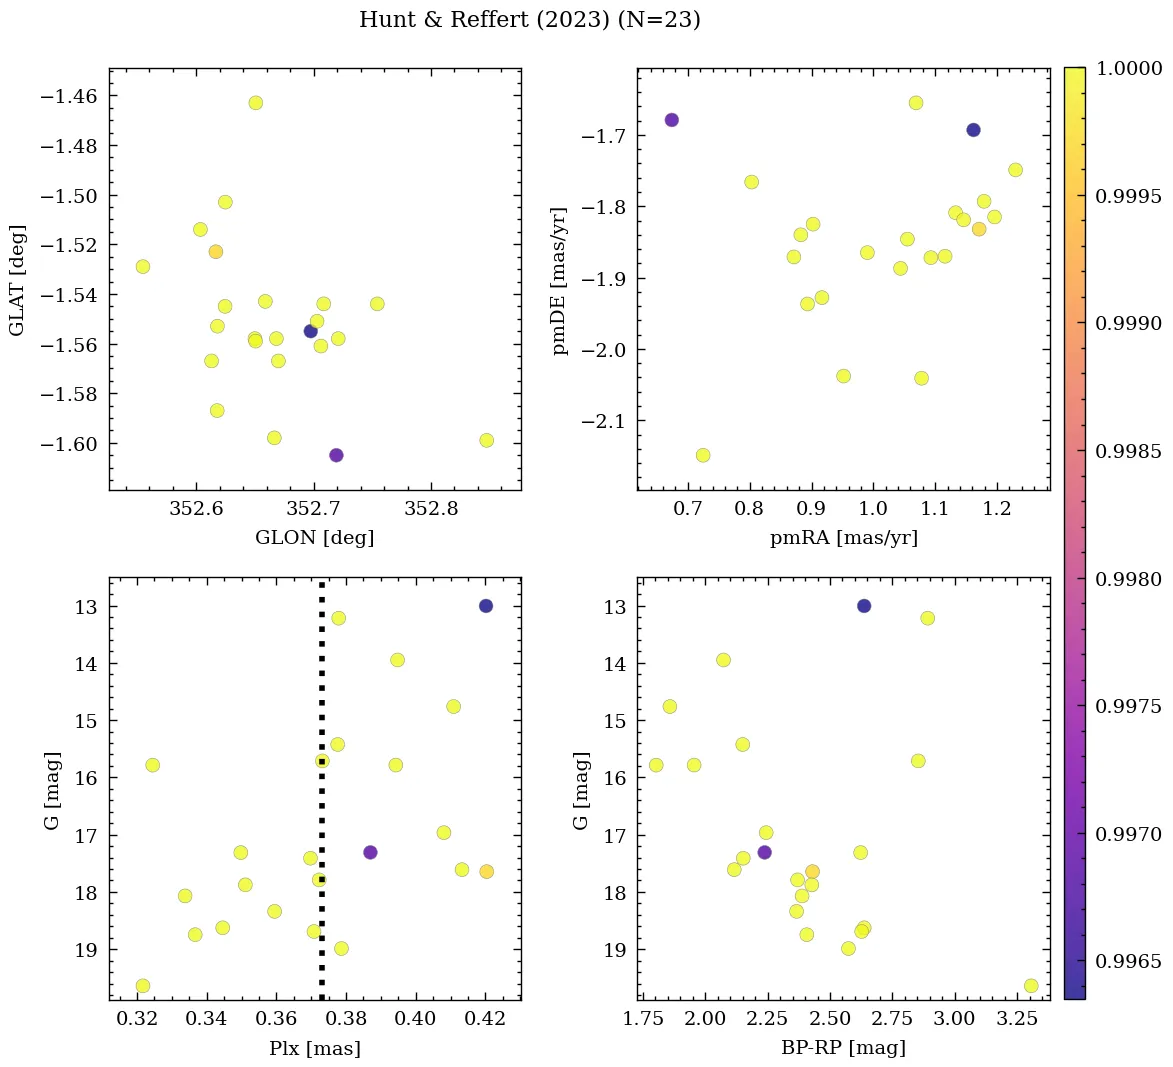 Hunt & Reffert (2023) (N=23)
−1.46
−1.48
−1.50
−1.52
−1.54
−1.56
−1.58
−1.60
GLAT [deg]
352.6 352.7 352.8
GLON [deg]
−1.7
−1.8
−1.9
−2.0
−2.1
pmDE [mas/yr]
0.7 0.8 0.9 1.0 1.1 1.2
pmRA [mas/yr]
13
14
15
16
17
18
19
G [mag]
0.32 0.34 0.36 0.38 0.40 0.42
Plx [mas]
13
14
15
16
17
18
19
G [mag]
1.75 2.00 2.25 2.50 2.75 3.00 3.25
BP-RP [mag]
1.0000
0.9995
0.9990
0.9985
0.9980
0.9975
0.9970
0.9965